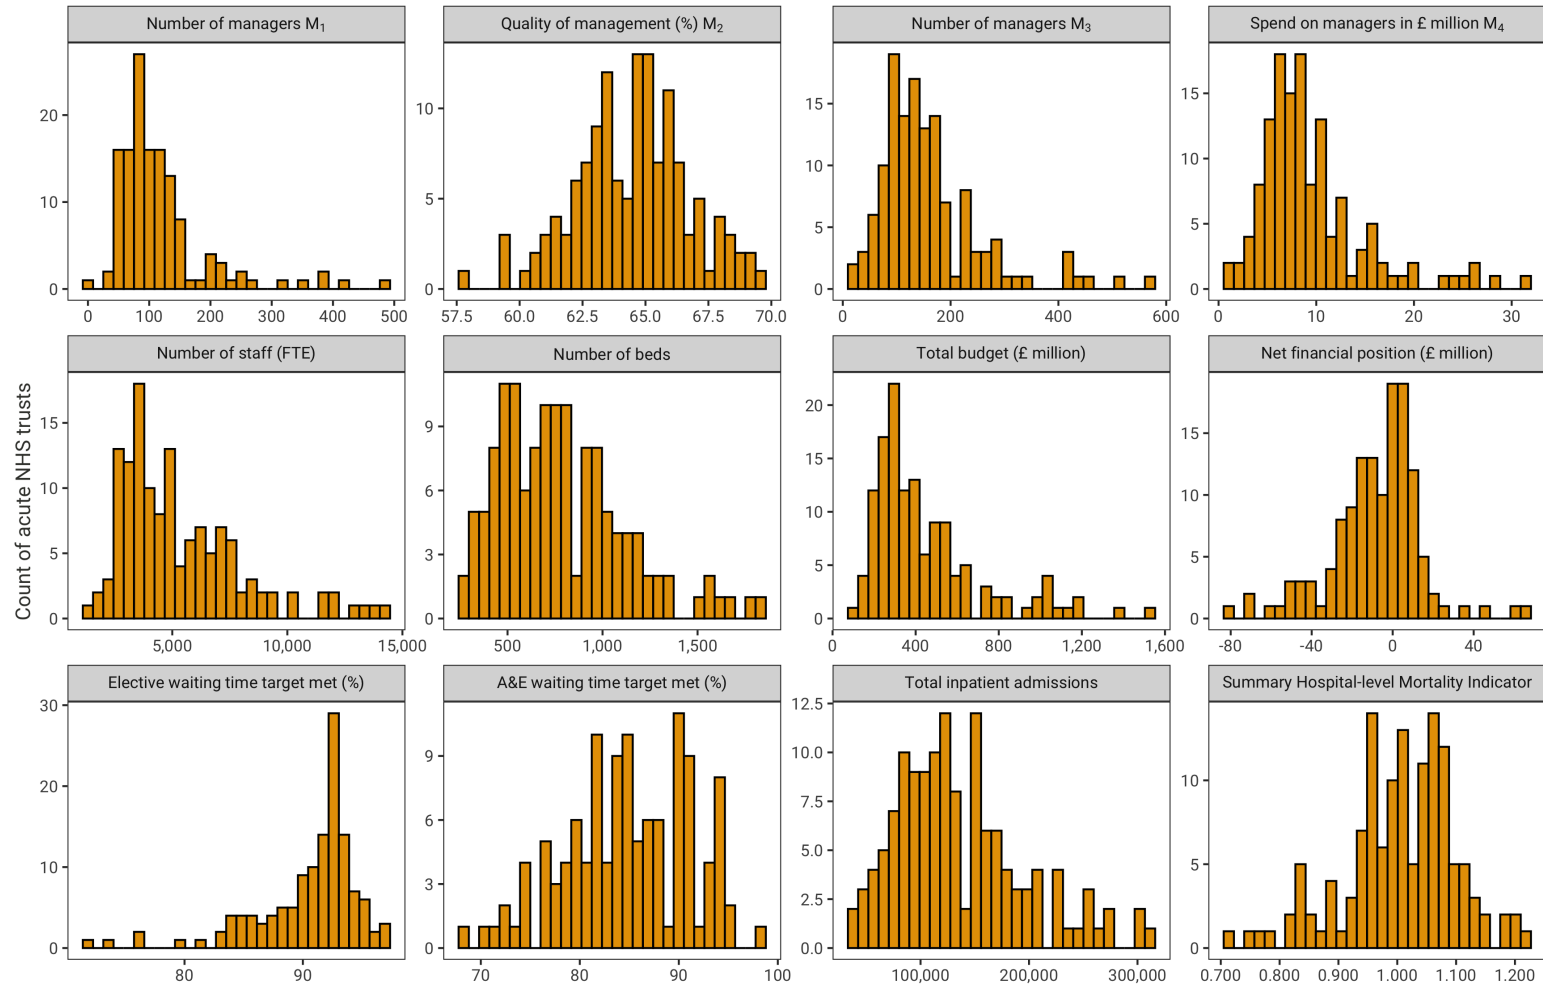 Number of managers M₁
Quality of management (%) M₂
Number of managers M₃
Spend on managers in £ million M₄
20
10
0
0 100 200 300 400 500
10
5
0
57.5 60.0 62.5 65.0 67.5 70.0
15
10
5
0
0 200 400 600
15
10
5
0
0 10 20 30
Count of acute NHS trusts
Number of staff (FTE)
Number of beds
Total budget (£ million)
Net financial position (£ million)
15
10
5
0
5,000 10,000 15,000
9
6
3
0
500 1,000 1,500
20
15
10
5
0
0 400 800 1,200 1,600
15
10
5
0
-80 -40 0 40
Elective waiting time target met (%)
A&E waiting time target met (%)
Total inpatient admissions
Summary Hospital-level Mortality Indicator
30
20
10
0
80 90
9
6
3
0
70 80 90 100
12.5
10.0
7.5
5.0
2.5
0.0
100,000 200,000 300,000
10
5
0
0.700 0.800 0.900 1.000 1.100 1.200